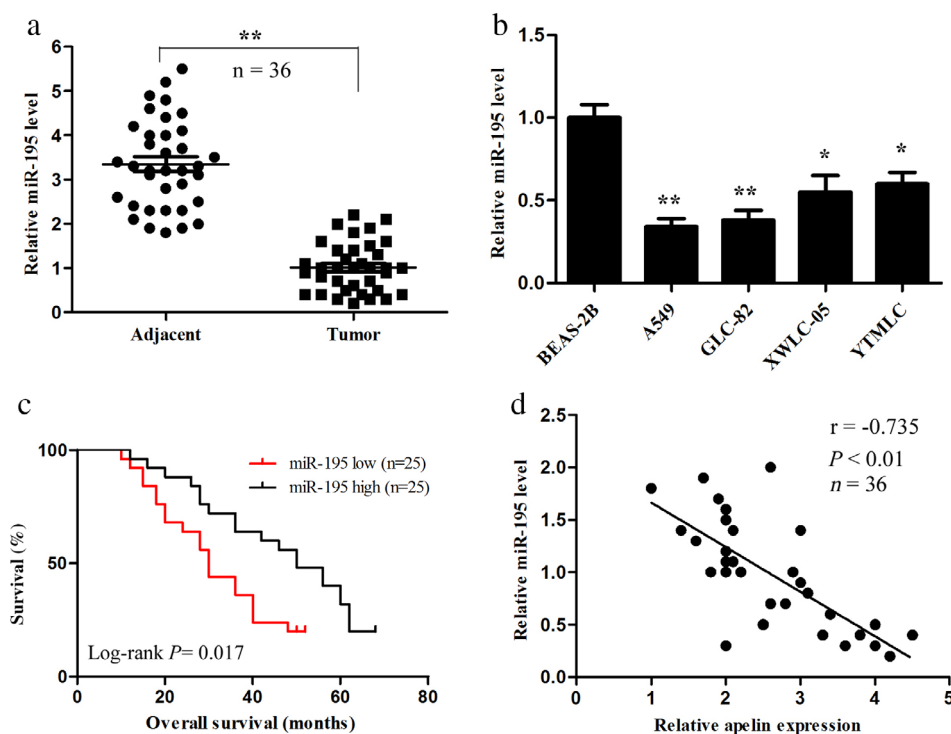 a
**
n = 36
Relative miR-195 level
6
5
4
3
2
1
0
Adjacent
Tumor
b
Relative miR-195 level
1.5
1.0
0.5
0.0
**
**
*
*
BEAS-2B
A549
GLC-82
XWLC-05
YTMLC
c
Survival (%)
100
50
0
miR-195 low (n=25)
miR-195 high (n=25)
Log-rank P= 0.017
0
20
40
60
80
Overall survival (months)
d
Relative miR-195 level
2.5
2.0
1.5
1.0
0.5
0.0
r = -0.735
P < 0.01
n = 36
1
2
3
4
5
Relative apelin expression